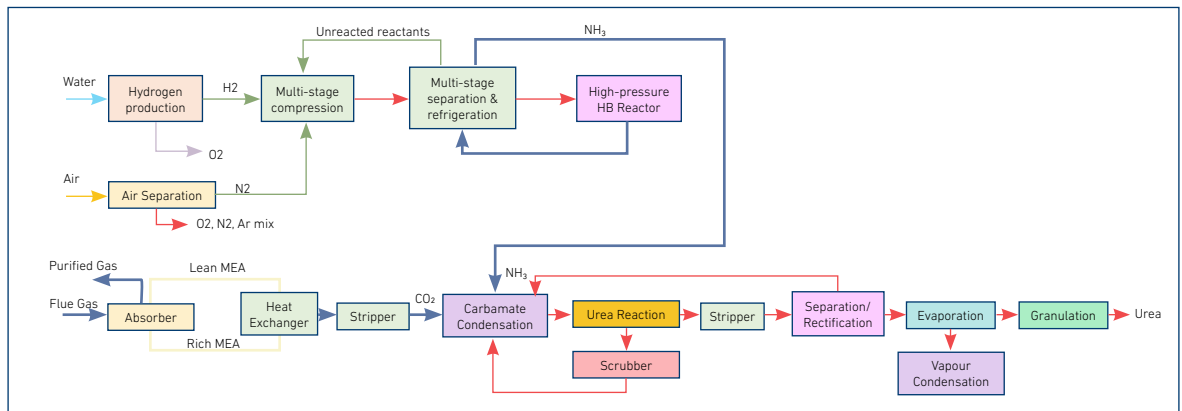 Unreacted reactants
NH₃
Water
Hydrogen
production
H2
Multi-stage
compression
Multi-stage
separation &
refrigeration
High-pressure
HB Reactor
O2
Air
Air Separation
N2
O2, N2, Ar mix
Purified Gas
Lean MEA
NH₃
Flue Gas
Absorber
Heat
Exchanger
Stripper
CO₂
Carbamate
Condensation
Urea Reaction
Stripper
Separation/
Rectification
Evaporation
Granulation
Urea
Rich MEA
Scrubber
Vapour
Condensation